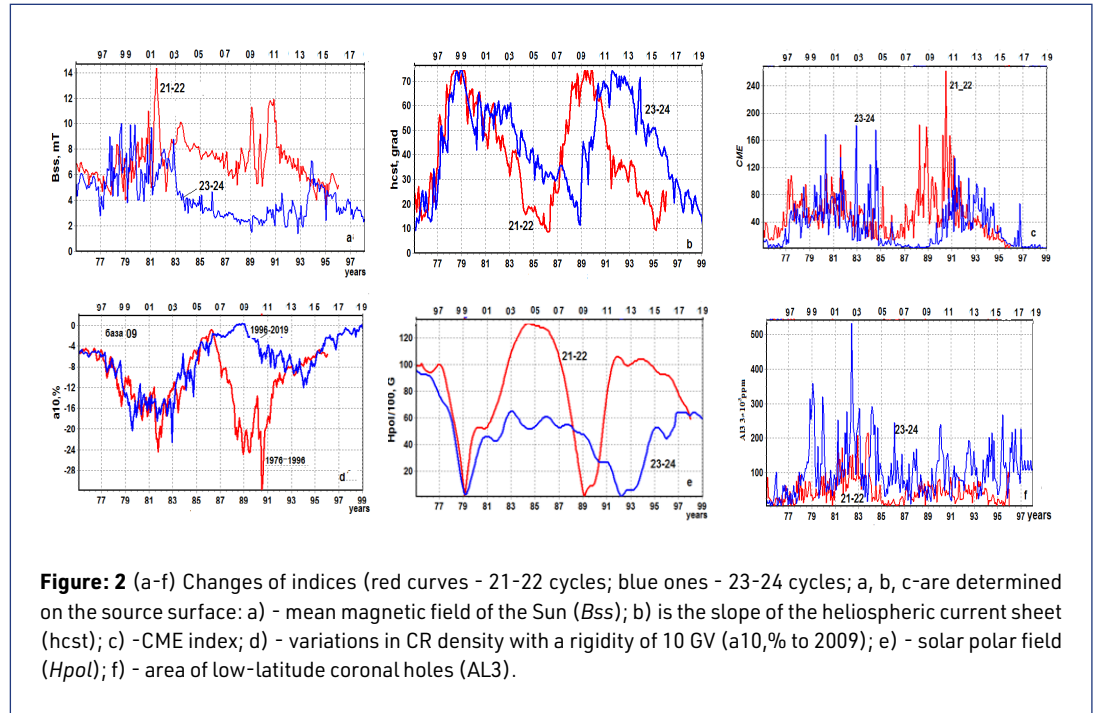 97 99 01 03 05 07 09 11 13 15 17 19
14
12
10
8
6
4
2
0
Bss, mT
21-22
23-24
a
77 79 81 83 85 87 89 91 93 95 97 99
years
97 99 01 03 05 07 09 11 13 15 17 19
70
60
50
40
30
20
10
0
hcst, grad
23-24
21-22
b
77 79 81 83 85 87 89 91 93 95 97 99
97 99 01 03 05 07 09 11 13 15 17 19
240
200
160
120
80
40
CME
21_22
23-24
c
77 79 81 83 85 87 89 91 93 95 97 99
97 99 01 03 05 07 09 11 13 15 17 19
0
-4
-8
-12
-16
-20
-24
-28
a10,%
база 09
1996-2019
1976-1996
d
77 79 81 83 85 87 89 91 93 95 97 99
years
97 99 01 03 05 07 09 11 13 15 17 19
120
100
80
60
40
20
Hpol/100, G
21-22
23-24
e
77 79 81 83 85 87 89 91 93 95 97 99
97 99 01 03 05 07 09 11 13 15 17 19
500
400
300
200
100
23-24
21-22
f
77 79 81 83 85 87 89 91 93 95 97 years
Figure: 2 (a-f) Changes of indices (red curves - 21-22 cycles; blue ones - 23-24 cycles; a, b, c-are determined
on the source surface: a) - mean magnetic field of the Sun (Bss); b) is the slope of the heliospheric current sheet
(hcst); c) -CME index; d) - variations in CR density with a rigidity of 10 GV (a10,% to 2009); e) - solar polar field
(Hpol); f) - area of low-latitude coronal holes (AL3).